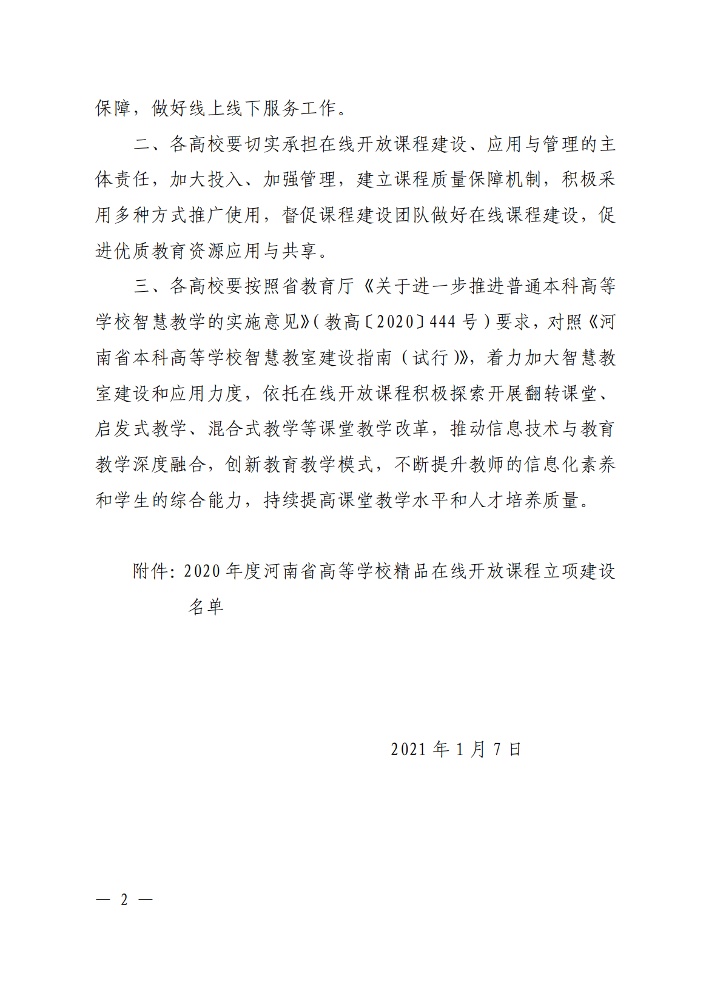 保障，做好线上线下服务工作。
二、各高校要切实承担在线开放课程建设、应用与管理的主
体责任，加大投入、加强管理，建立课程质量保障机制，积极采
用多种方式推广使用，督促课程建设团队做好在线课程建设，促
进优质教育资源应用与共享。
三、各高校要按照省教育厅《关于进一步推进普通本科高等
学校智慧教学的实施意见》（教高〔2020〕444 号）要求，对照《河
南省本科高等学校智慧教室建设指南（试行）》，着力加大智慧教
室建设和应用力度，依托在线开放课程积极探索开展翻转课堂、
启发式教学、混合式教学等课堂教学改革，推动信息技术与教育
教学深度融合，创新教育教学模式，不断提升教师的信息化素养
和学生的综合能力，持续提高课堂教学水平和人才培养质量。
附件：2020 年度河南省高等学校精品在线开放课程立项建设
名单
2021 年 1 月 7 日
— 2 —